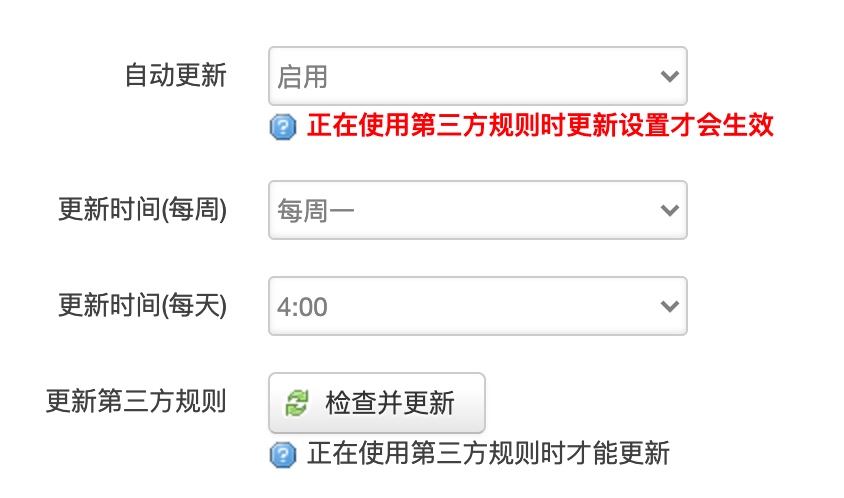 自动更新 启用
正在使用第三方规则时更新设置才会生效
更新时间(每周) 每周一
更新时间(每天) 4:00
更新第三方规则 检查并更新
正在使用第三方规则时才能更新